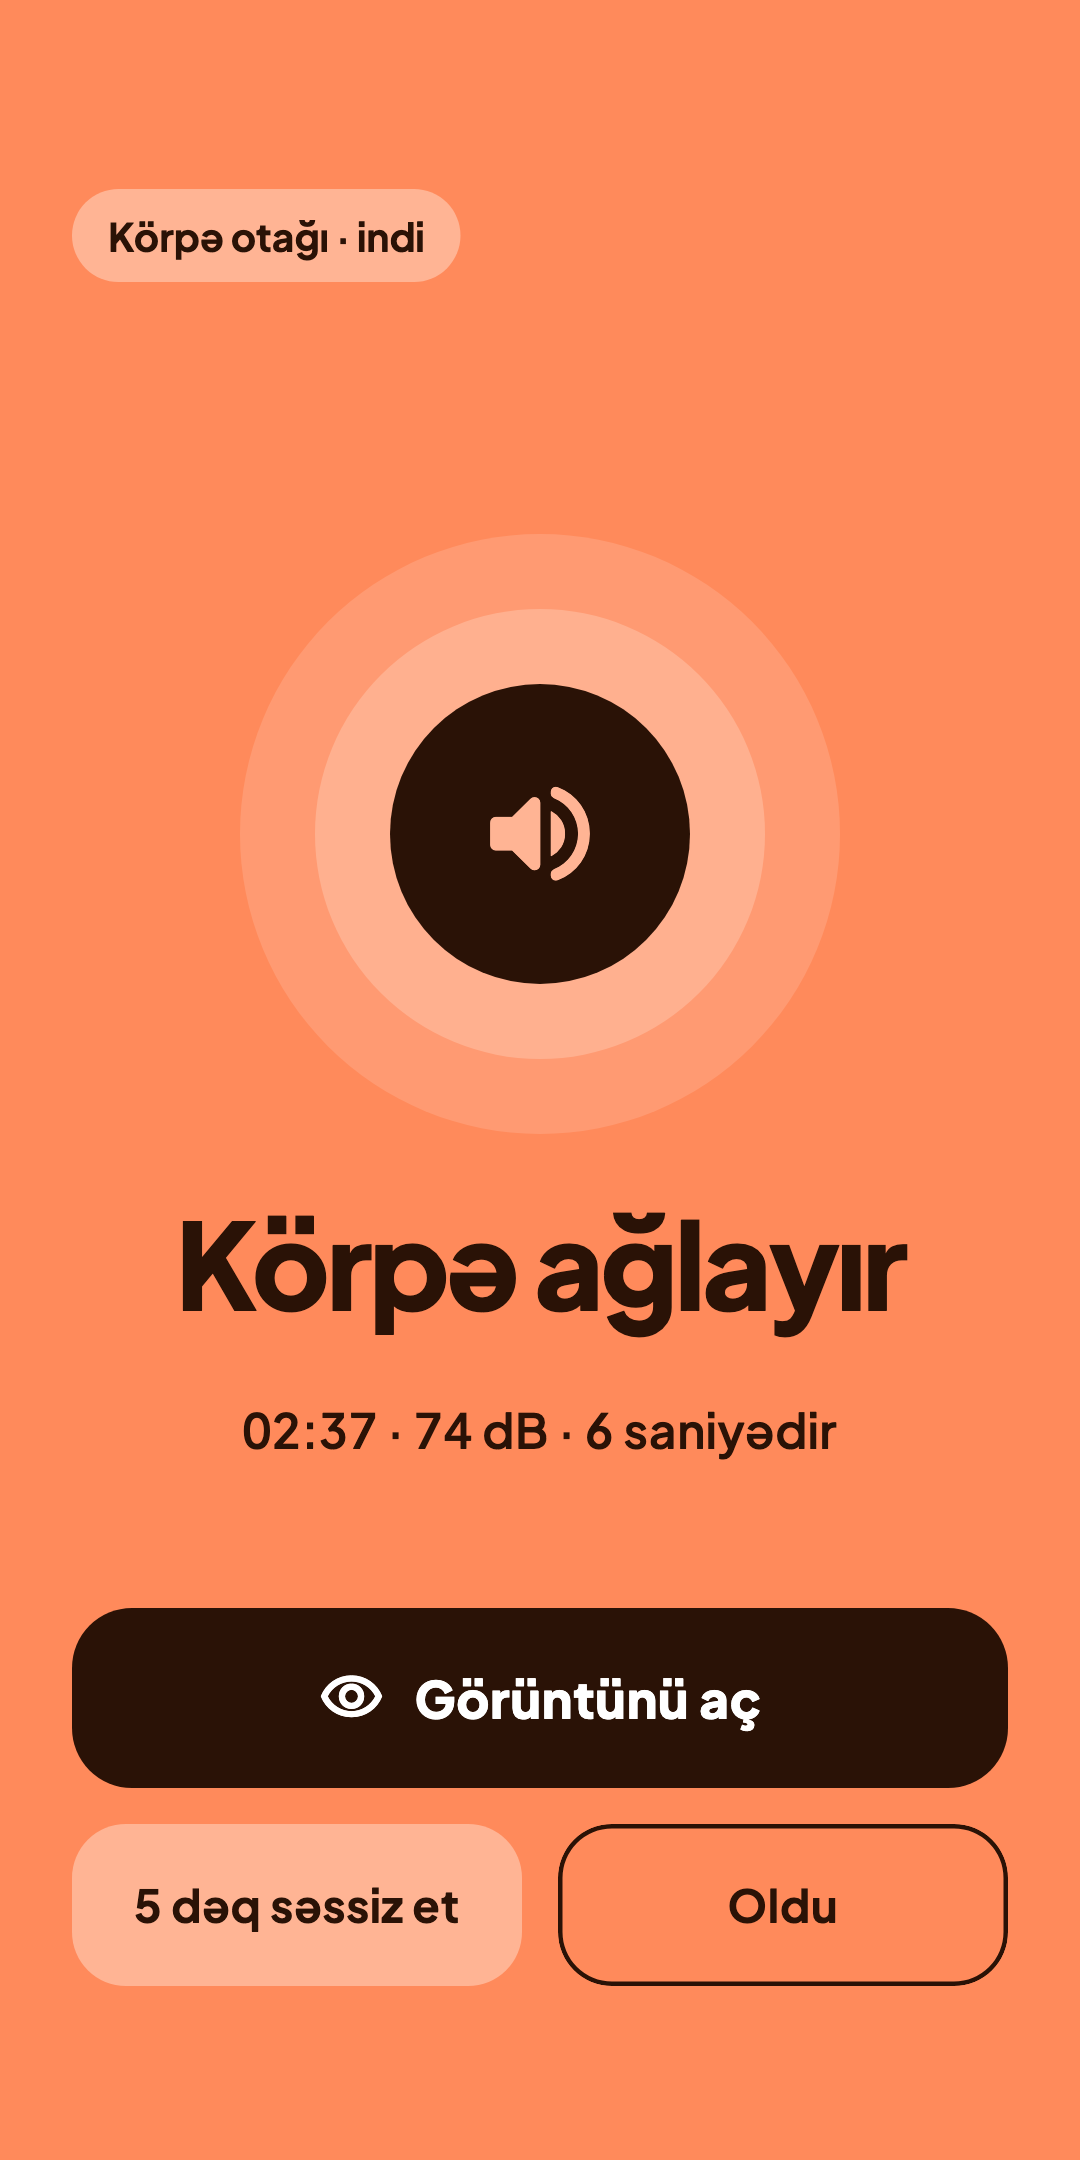 Körpə otağı · indi
Körpə ağlayır
02:37 · 74 dB · 6 saniyədir
Görüntünü aç
5 dəq səssiz et
Oldu